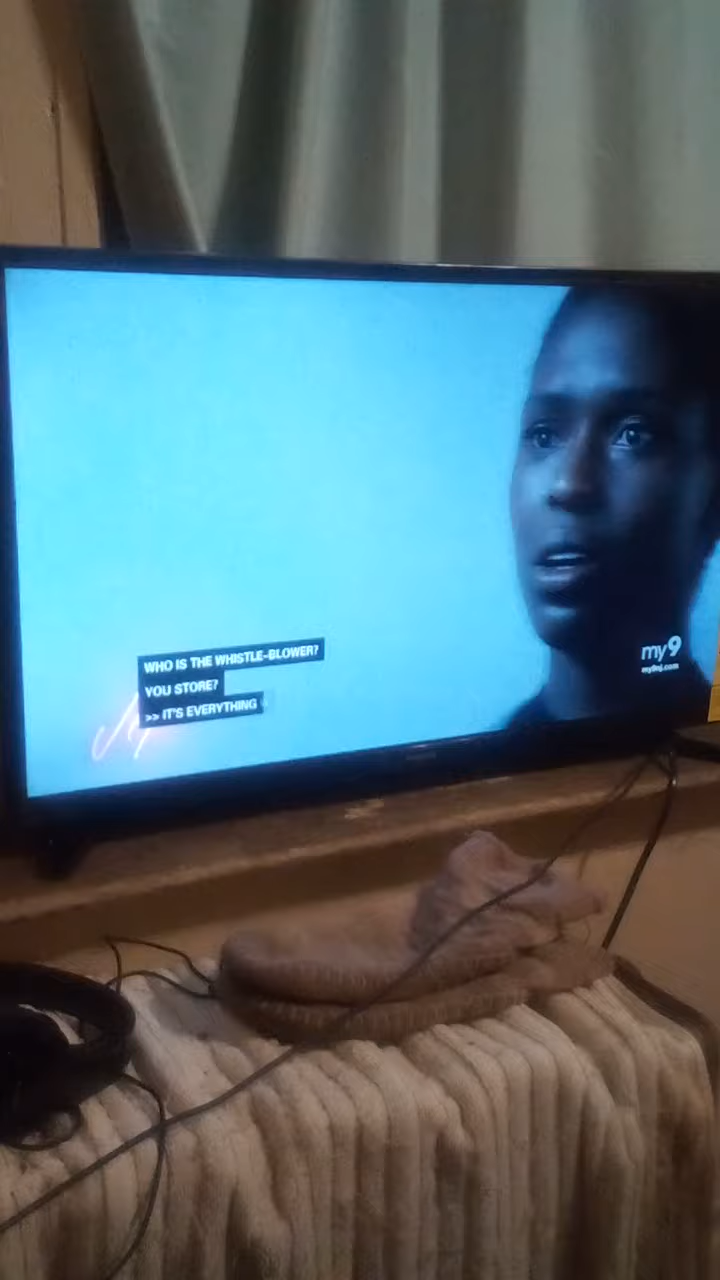 WHO IS THE WHISTLE-BLOWER?
YOU STORE?
>> IT'S EVERYTHING
my9
my9nj.com